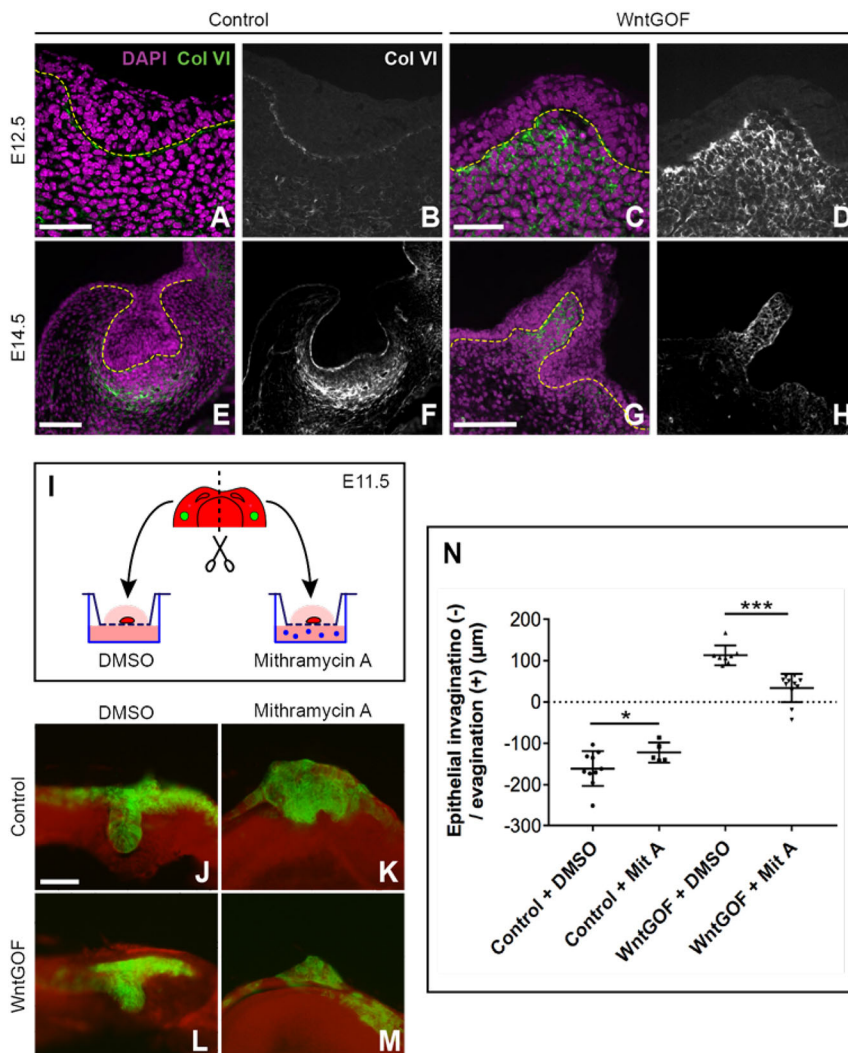 Control
WntGOF
DAPI Col VI
Col VI
E12.5
A
B
C
D
E14.5
E
F
G
H
I
E11.5
DMSO
Mithramycin A
DMSO
Mithramycin A
Control
J
K
WntGOF
L
M
N
Epithelial invaginatino (-)
/ evagination (+) (µm)
200
100
0
-100
-200
-300
*
***
Control + DMSO
Control + Mit A
WntGOF + DMSO
WntGOF + Mit A